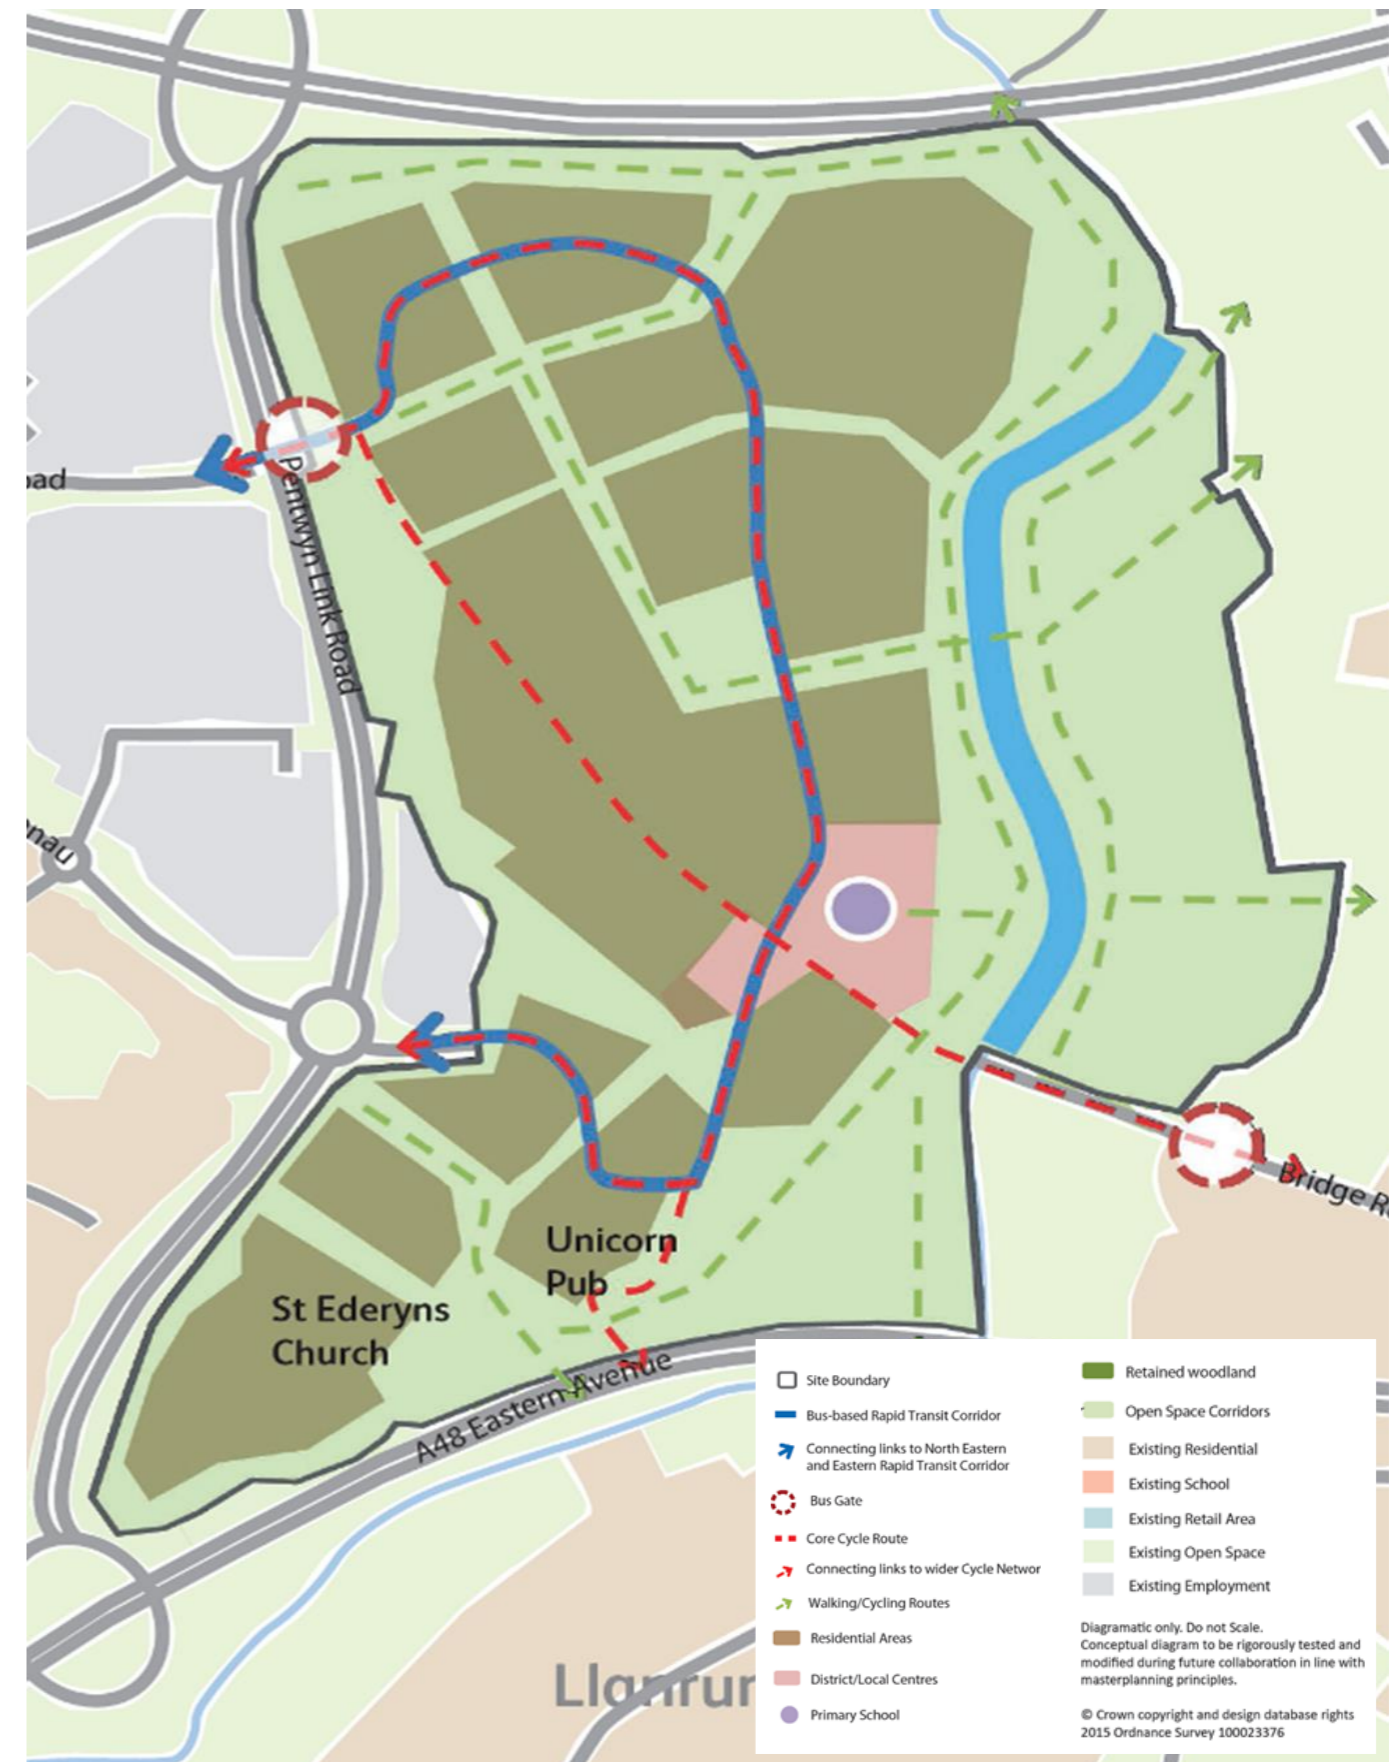 oad
Pentwyn Link Road
nau
Unicorn
Pub
St Ederyns
Church
Bridge R
A48 Eastern Avenue
Llanrum
Site Boundary
Bus-based Rapid Transit Corridor
Connecting links to North Eastern
and Eastern Rapid Transit Corridor
Bus Gate
Core Cycle Route
Connecting links to wider Cycle Networ
Walking/Cycling Routes
Residential Areas
District/Local Centres
Primary School
Retained woodland
Open Space Corridors
Existing Residential
Existing School
Existing Retail Area
Existing Open Space
Existing Employment
Diagramatic only. Do not Scale.
Conceptual diagram to be rigorously tested and
modified during future collaboration in line with
masterplanning principles.
© Crown copyright and design database rights
2015 Ordnance Survey 100023376